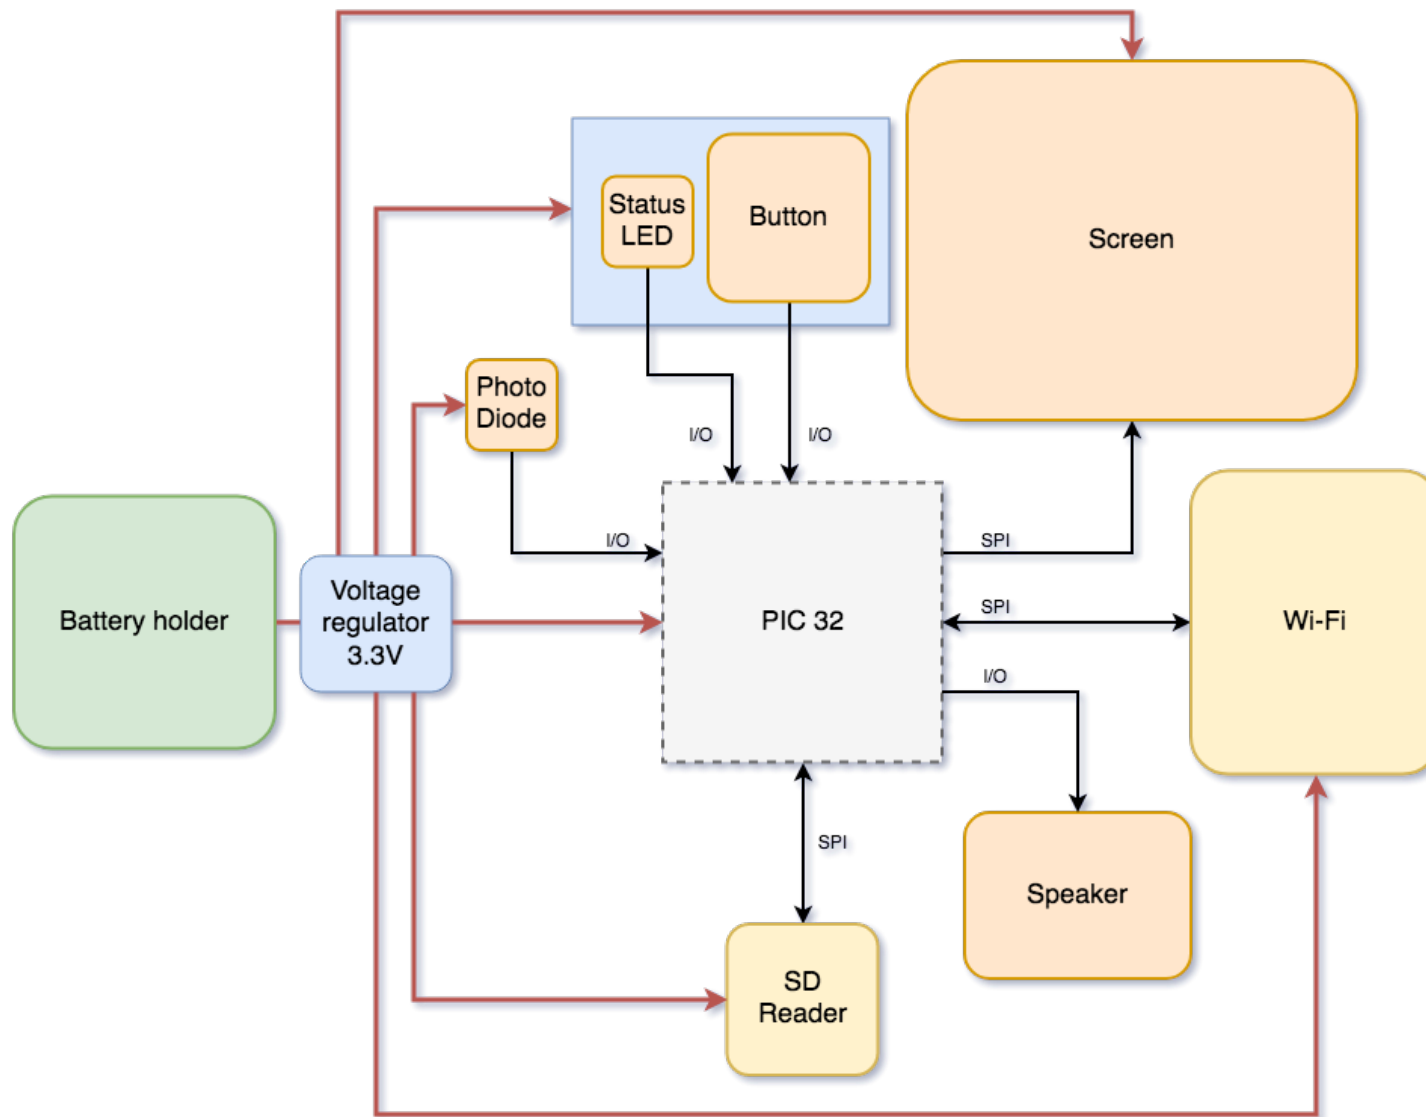 Status
LED
Button
Screen
Photo
Diode
I/O
I/O
I/O
SPI
Battery holder
Voltage
regulator
3.3V
PIC 32
SPI
Wi-Fi
I/O
SPI
Speaker
SD
Reader